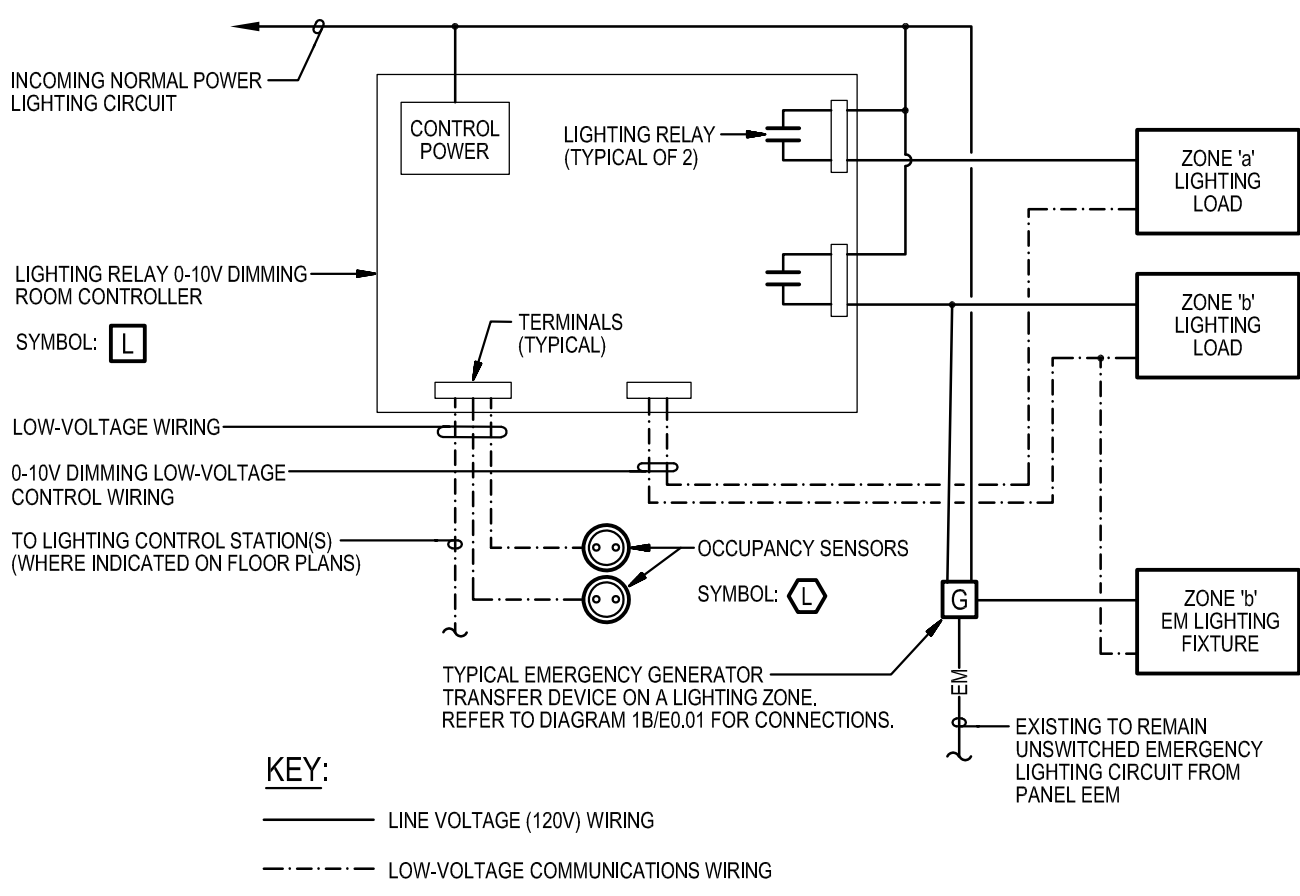 INCOMING NORMAL POWER
LIGHTING CIRCUIT
CONTROL
POWER
LIGHTING RELAY
(TYPICAL OF 2)
ZONE 'a'
LIGHTING
LOAD
LIGHTING RELAY 0-10V DIMMING
ROOM CONTROLLER
SYMBOL: L
TERMINALS
(TYPICAL)
ZONE 'b'
LIGHTING
LOAD
LOW-VOLTAGE WIRING
0-10V DIMMING LOW-VOLTAGE
CONTROL WIRING
TO LIGHTING CONTROL STATION(S)
(WHERE INDICATED ON FLOOR PLANS)
OCCUPANCY SENSORS
SYMBOL: L
G
ZONE 'b'
EM LIGHTING
FIXTURE
TYPICAL EMERGENCY GENERATOR
TRANSFER DEVICE ON A LIGHTING ZONE.
REFER TO DIAGRAM 1B/E0.01 FOR CONNECTIONS.
EM
EXISTING TO REMAIN
UNSWITCHED EMERGENCY
LIGHTING CIRCUIT FROM
PANEL EEM
KEY:
LINE VOLTAGE (120V) WIRING
LOW-VOLTAGE COMMUNICATIONS WIRING